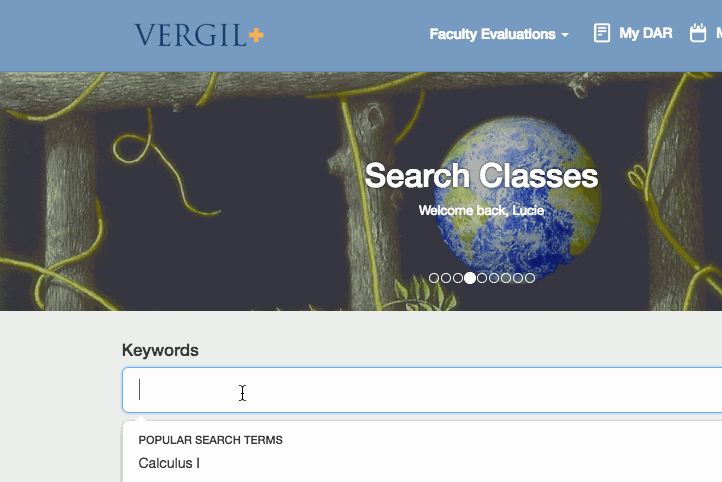 VERGIL+
Faculty Evaluations
My DAR
Search Classes
Welcome back, Lucie
Keywords
POPULAR SEARCH TERMS
Calculus I